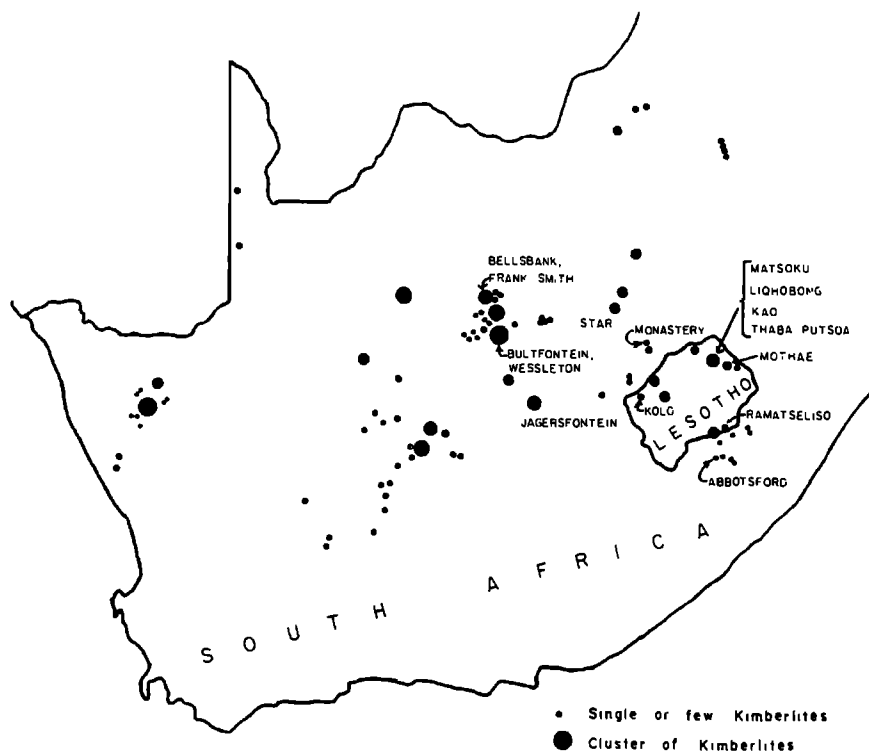 BELLSBANK,
FRANK SMITH
MATSOKU
LIQHOBONG
KAO
THABA PUTSOA
STAR
MONASTERY
MOTHAE
BULTFONTEIN,
WESSLETON
JAGERSFONTEIN
KOLO
LESOTHO
RAMATSELISO
ABBOTSFORD
SOUTH AFRICA
Single or few Kimberlites
Cluster of Kimberlites